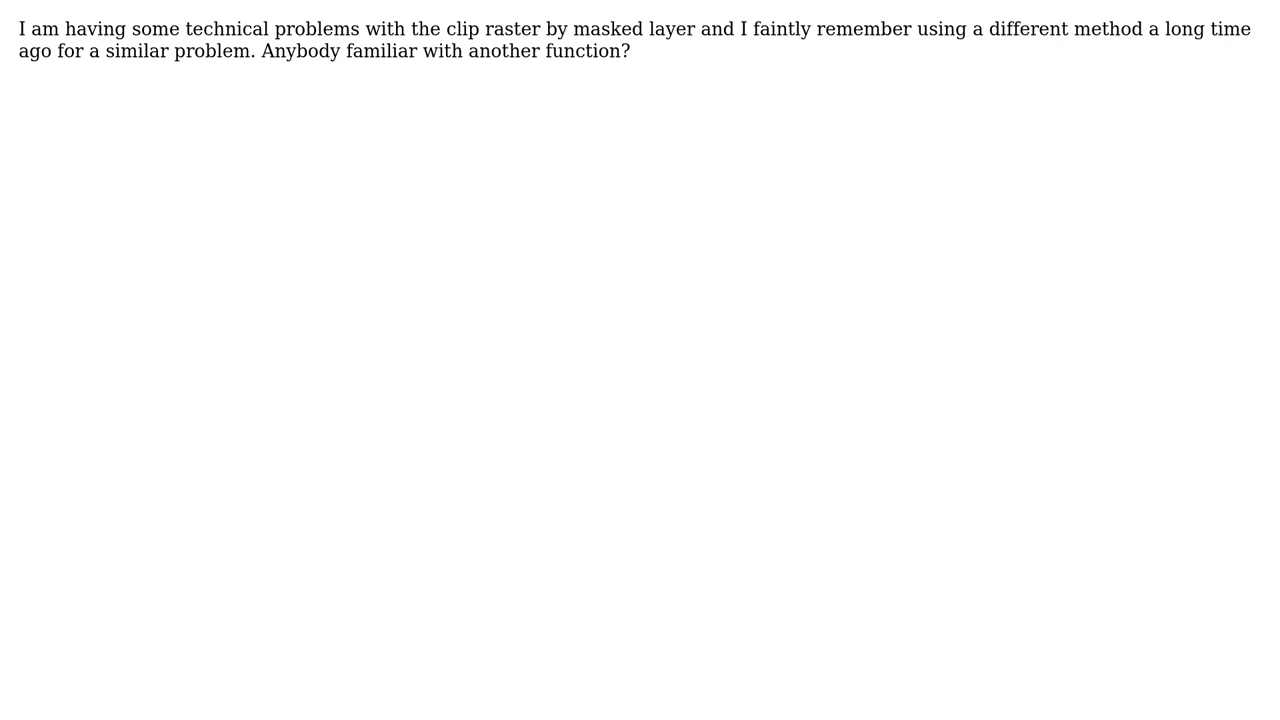 I am having some technical problems with the clip raster by masked layer and I faintly remember using a different method a long time
ago for a similar problem. Anybody familiar with another function?